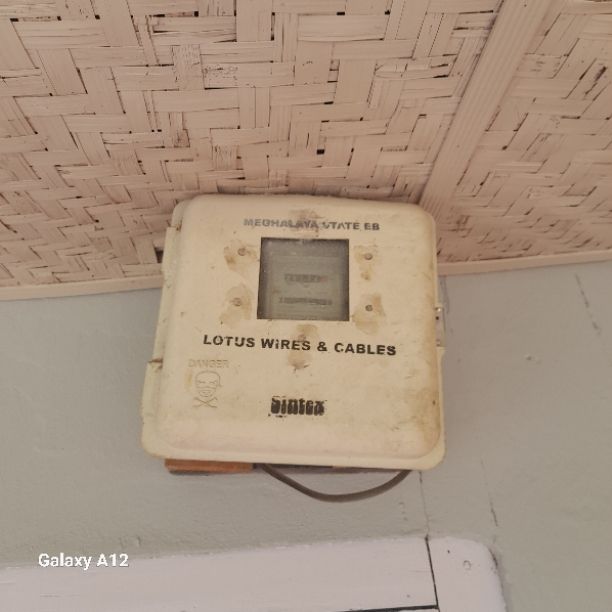 MEGHALAYA STATE EB
LOTUS WIRES & CABLES
DANGER
Sintex
Galaxy A12